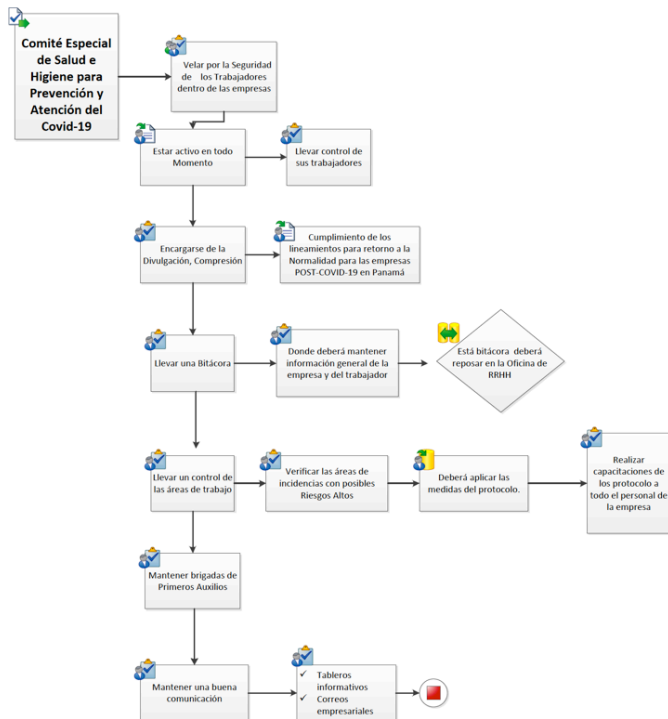 Comité Especial
de Salud e
Higiene para
Prevención y
Atención del
Covid-19
Velar por la Seguridad
de los Trabajadores
dentro de las empresas
Estar activo en todo
Momento
Llevar control de
sus trabajadores
Encargarse de la
Divulgación, Compresión
Cumplimiento de los
lineamientos para retorno a la
Normalidad para las empresas
POST-COVID-19 en Panamá
Llevar una Bitácora
Donde deberá mantener
información general de la
empresa y del trabajador
Está bitácora deberá
reposar en la Oficina de
RRHH
Llevar un control de
las áreas de trabajo
Verificar las áreas de
incidencias con posibles
Riesgos Altos
Deberá aplicar las
medidas del protocolo.
Realizar
capacitaciones de
los protocolo a
todo el personal de
la empresa
Mantener brigadas de
Primeros Auxilios
Mantener una buena
comunicación
✓ Tableros
informativos
✓ Correos
empresariales